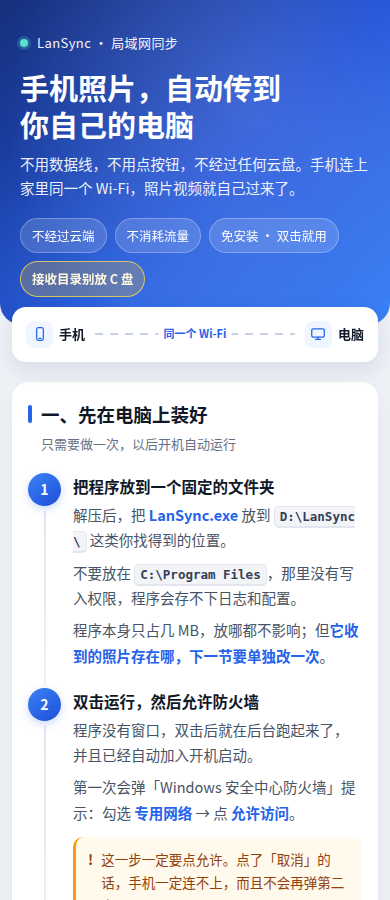 LanSync · 局域网同步
手机照片，自动传到
你自己的电脑
不用数据线，不用点按钮，不经过任何云盘。手机连上
家里同一个 Wi-Fi，照片视频就自己过来了。
不经过云端
不消耗流量
免安装 · 双击就用
接收目录别放 C 盘
手机
同一个 Wi-Fi
电脑
一、先在电脑上装好
只需要做一次，以后开机自动运行
1
把程序放到一个固定的文件夹
解压后，把 LanSync.exe 放到 D:\LanSync
\ 这类你找得到的位置。
不要放在 C:\Program Files，那里没有写
入权限，程序会存不下日志和配置。
程序本身只占几 MB，放哪都不影响；但它收
到的照片存在哪，下一节要单独改一次。
2
双击运行，然后允许防火墙
程序没有窗口，双击后就在后台跑起来了，
并且已经自动加入开机启动。
第一次会弹「Windows 安全中心防火墙」提
示：勾选 专用网络 → 点 允许访问。
! 这一步一定要点允许。点了「取消」的
话，手机一定连不上，而且不会再弹第二